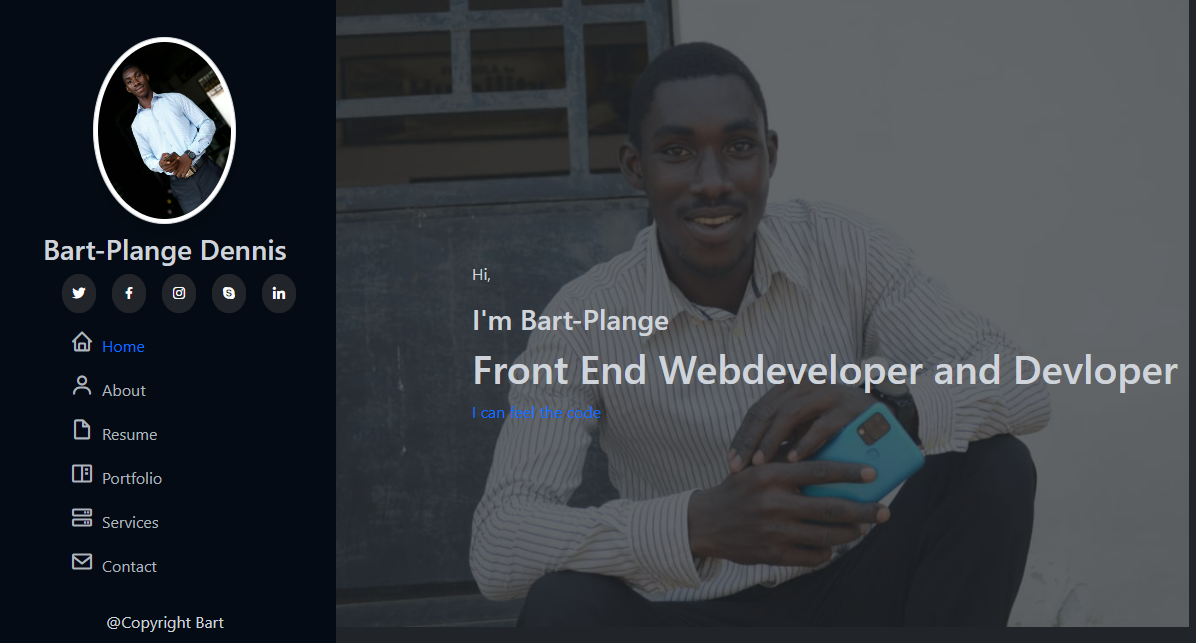 Bart-Plange Dennis
Home
About
Resume
Portfolio
Services
Contact
@Copyright Bart
Hi,
I'm Bart-Plange
Front End Webdeveloper and Devloper
I can feel the code